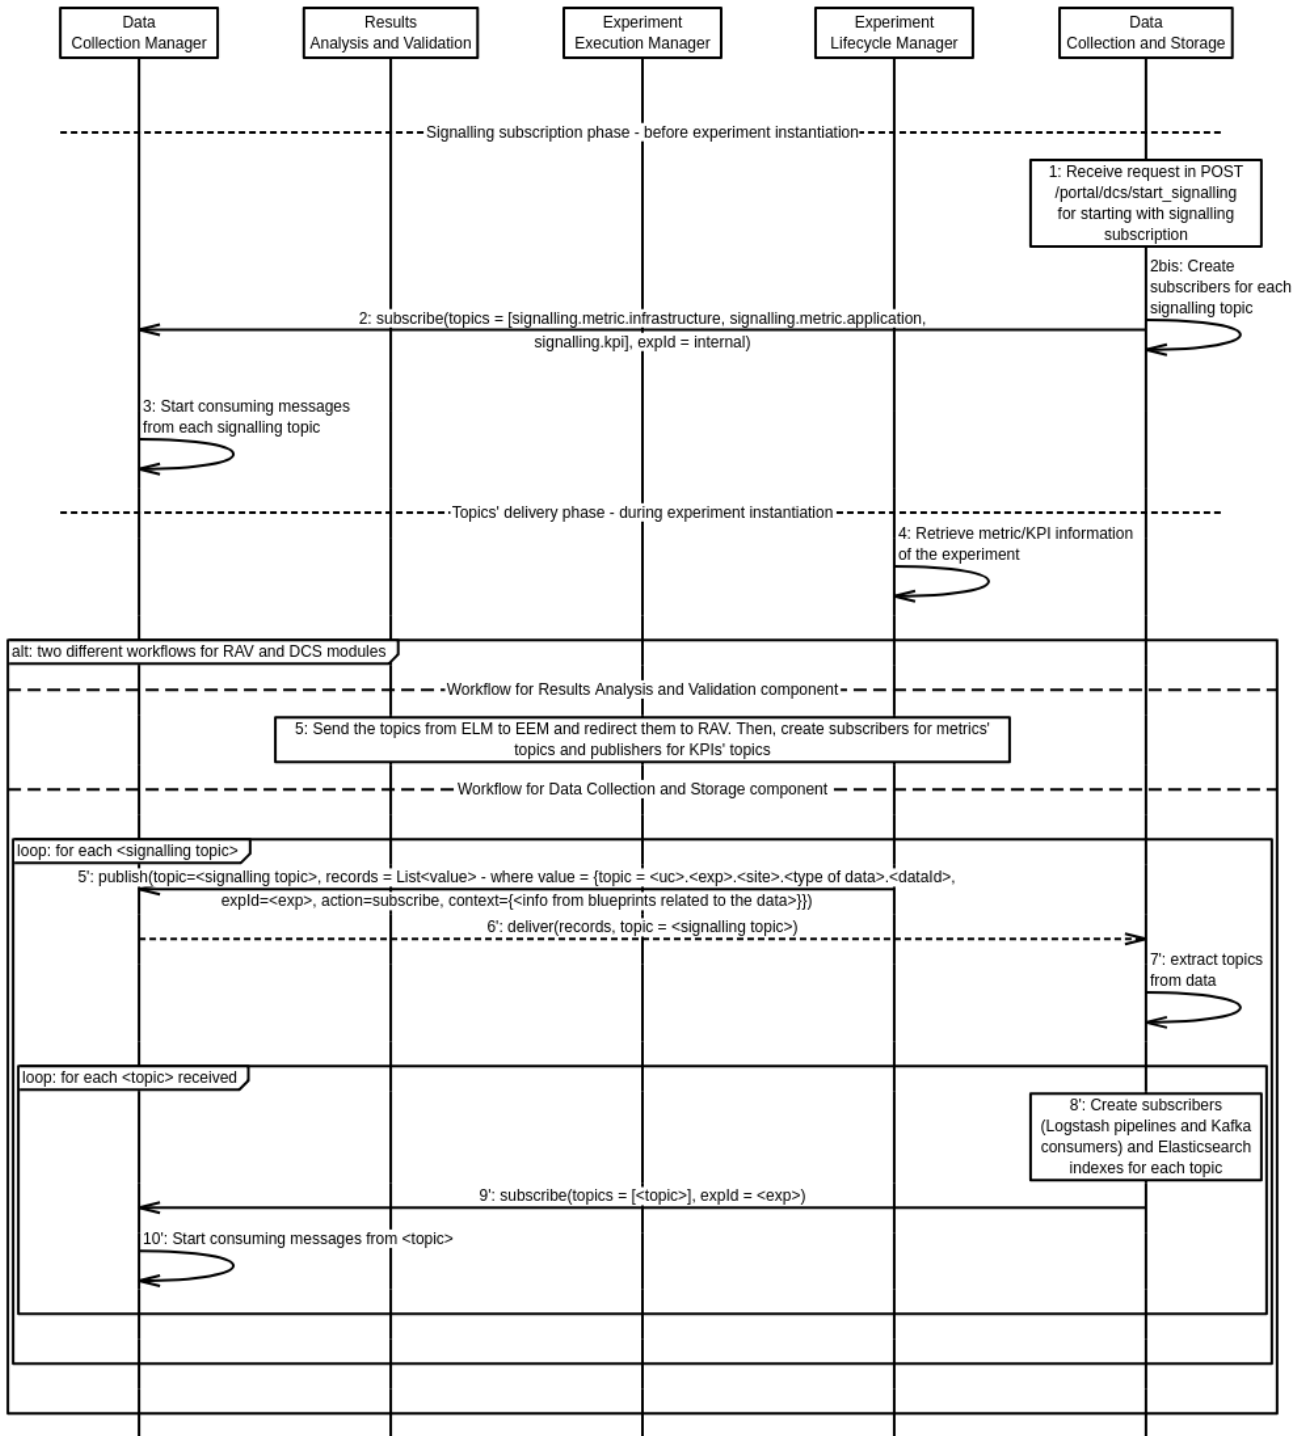 Data
Collection Manager
Results
Analysis and Validation
Experiment
Execution Manager
Experiment
Lifecycle Manager
Data
Collection and Storage
Signalling subscription phase - before experiment instantiation
1: Receive request in POST
/portal/dcs/start_signalling
for starting with signalling
subscription
2bis: Create
subscribers for each
signalling topic
2: subscribe(topics = [signalling.metric.infrastructure, signalling.metric.application,
signalling.kpi], expId = internal)
3: Start consuming messages
from each signalling topic
Topics' delivery phase - during experiment instantiation
4: Retrieve metric/KPI information
of the experiment
alt: two different workflows for RAV and DCS modules
Workflow for Results Analysis and Validation component
5: Send the topics from ELM to EEM and redirect them to RAV. Then, create subscribers for metrics'
topics and publishers for KPIs' topics
Workflow for Data Collection and Storage component
loop: for each <signalling topic>
5': publish(topic=<signalling topic>, records = List<value> - where value = {topic = <uc>.<exp>.<site>.<type of data>.<dataId>,
expId=<exp>, action=subscribe, context={<info from blueprints related to the data>}})
6': deliver(records, topic = <signalling topic>)
7': extract topics
from data
loop: for each <topic> received
8': Create subscribers
(Logstash pipelines and Kafka
consumers) and Elasticsearch
indexes for each topic
9': subscribe(topics = [<topic>], expId = <exp>)
10': Start consuming messages from <topic>